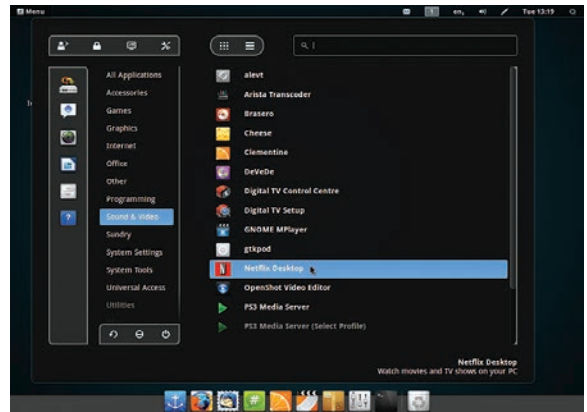 Menu
1
en,
Tue 13:19
All Applications
Accessories
Games
Graphics
Internet
Office
Other
Programming
Sound & Video
Sundry
System Settings
System Tools
Universal Access
Utilities
alevt
Arista Transcoder
Brasero
Cheese
Clementine
DeVeDe
Digital TV Control Centre
Digital TV Setup
GNOME MPlayer
gtkpod
Netflix Desktop
OpenShot Video Editor
PS3 Media Server
PS3 Media Server (Select Profile)
Netflix Desktop
Watch movies and TV shows on your PC